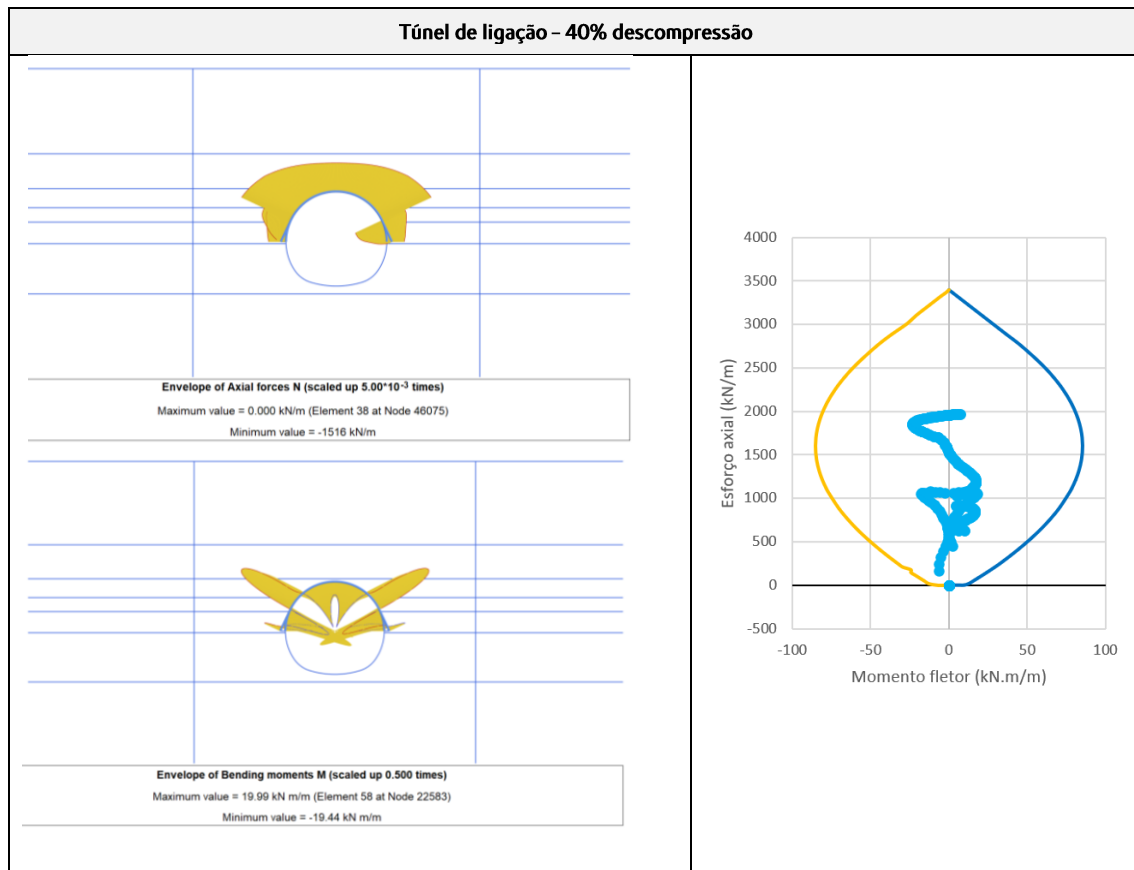 Túnel de ligação – 40% descompressão
Envelope of Axial forces N (scaled up 5.00*10-3 times)
Maximum value = 0.000 kN/m (Element 38 at Node 46075)
Minimum value = -1516 kN/m
Envelope of Bending moments M (scaled up 0.500 times)
Maximum value = 19.99 kN m/m (Element 58 at Node 22583)
Minimum value = -19.44 kN m/m
Esforço axial (kN/m)
4000
3500
3000
2500
2000
1500
1000
500
0
-500
-100
-50
0
50
100
Momento fletor (kN.m/m)